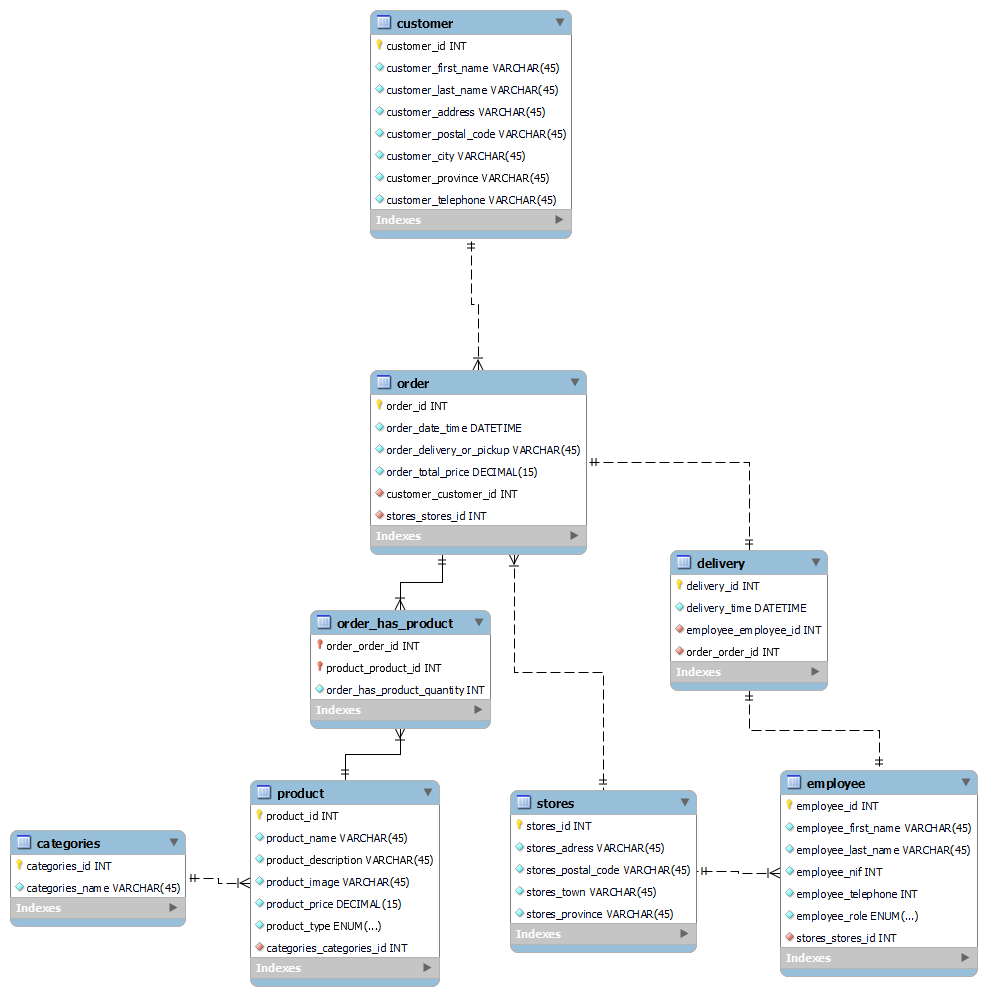 customer
customer_id INT
customer_first_name VARCHAR(45)
customer_last_name VARCHAR(45)
customer_address VARCHAR(45)
customer_postal_code VARCHAR(45)
customer_city VARCHAR(45)
customer_province VARCHAR(45)
customer_telephone VARCHAR(45)
Indexes
order
order_id INT
order_date_time DATETIME
order_delivery_or_pickup VARCHAR(45)
order_total_price DECIMAL(15)
customer_customer_id INT
stores_stores_id INT
Indexes
delivery
delivery_id INT
delivery_time DATETIME
employee_employee_id INT
order_order_id INT
Indexes
order_has_product
order_order_id INT
product_product_id INT
order_has_product_quantity INT
Indexes
categories
categories_id INT
categories_name VARCHAR(45)
Indexes
product
product_id INT
product_name VARCHAR(45)
product_description VARCHAR(45)
product_image VARCHAR(45)
product_price DECIMAL(15)
product_type ENUM(...)
categories_categories_id INT
Indexes
stores
stores_id INT
stores_adress VARCHAR(45)
stores_postal_code VARCHAR(45)
stores_town VARCHAR(45)
stores_province VARCHAR(45)
Indexes
employee
employee_id INT
employee_first_name VARCHAR(45)
employee_last_name VARCHAR(45)
employee_nif INT
employee_telephone INT
employee_role ENUM(...)
stores_stores_id INT
Indexes